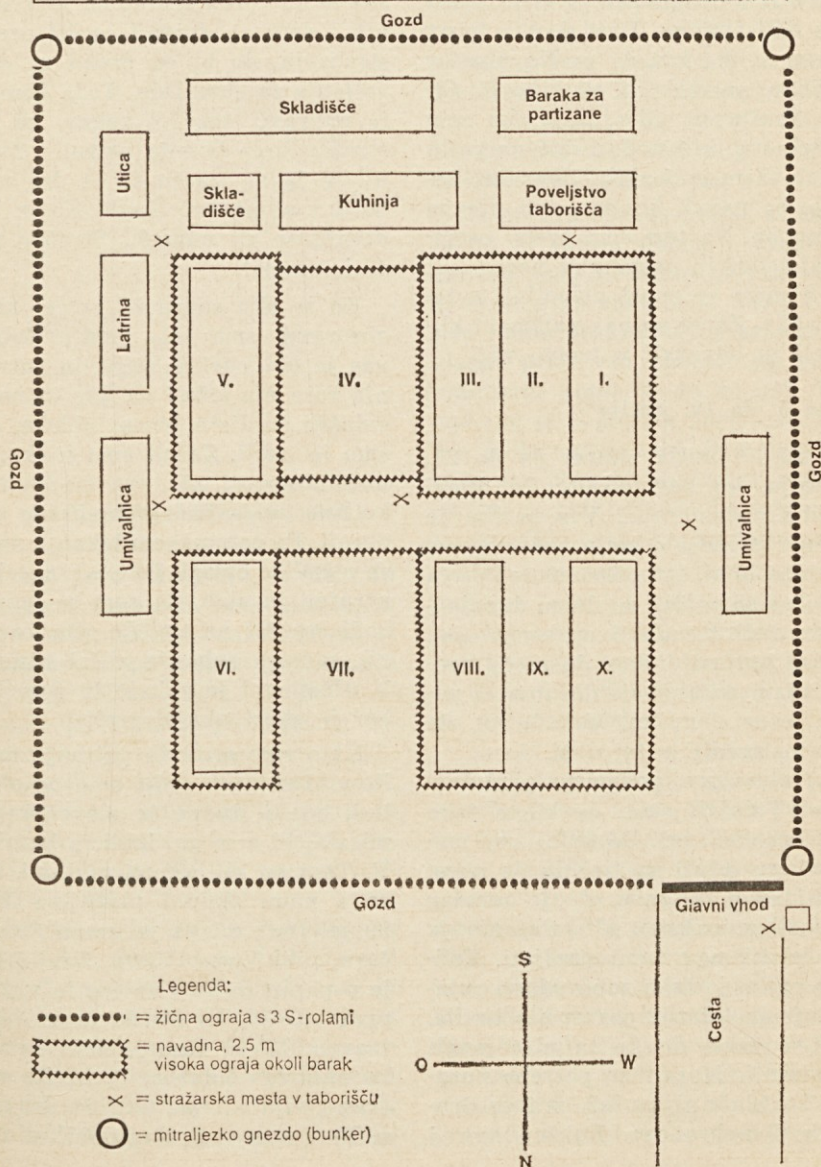 Gozd
Skladišče
Baraka za
partizane
Utica
Skla-
dišče
Kuhinja
Poveljstvo
taborišča
×
×
Latrina
V.
IV.
III.
II.
I.
Gozd
Gozd
Umivalnica
×
×
×
Umivalnica
VI.
VII.
VIII.
IX.
X.
Gozd
Glavni vhod
×
Cesta
S
O
W
N
Legenda:
= žična ograja s 3 S-rolami
= navadna, 2,5 m
visoka ograja okoli barak
× = stražarska mesta v taborišču
= mitraljezko gnezdo (bunker)